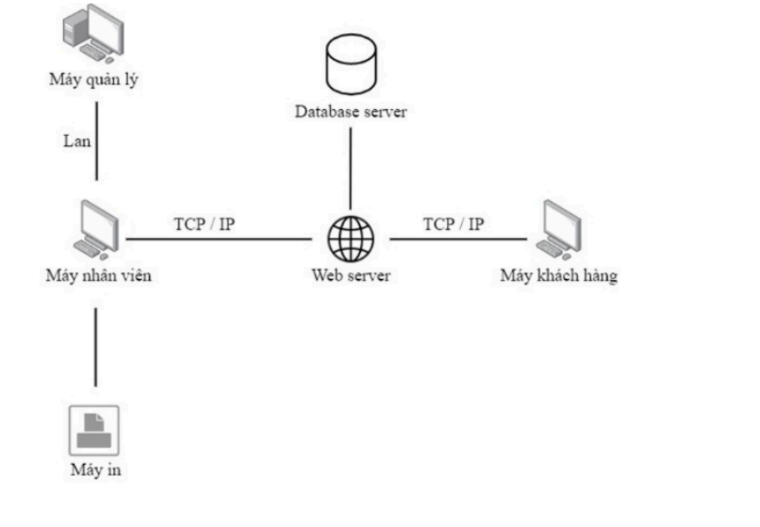 Máy quản lý
Database server
Lan
TCP / IP
TCP / IP
Máy nhân viên
Web server
Máy khách hàng
Máy in